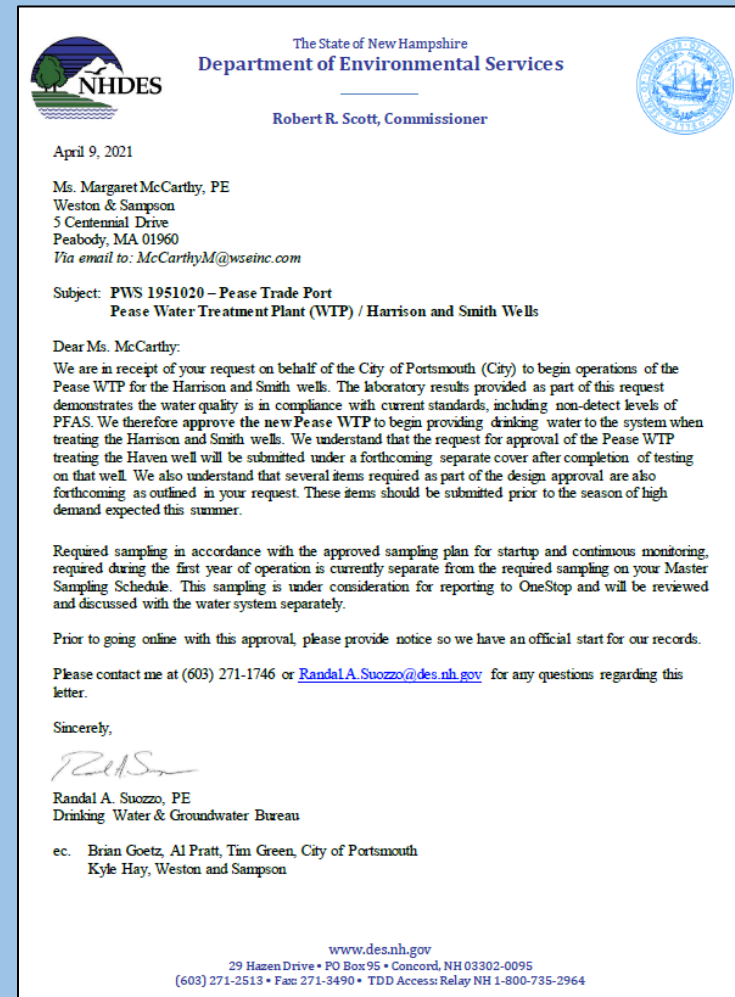 The State of New Hampshire
Department of Environmental Services
NHDES
Robert R. Scott, Commissioner
April 9, 2021
Ms. Margaret McCarthy, PE
Weston & Sampson
5 Centennial Drive
Peabody, MA 01960
Via email to: McCarthyM@wseinc.com
Subject: PWS 1951020 – Pease Trade Port
Pease Water Treatment Plant (WTP) / Harrison and Smith Wells
Dear Ms. McCarthy:
We are in receipt of your request on behalf of the City of Portsmouth (City) to begin operations of the
Pease WTP for the Harrison and Smith wells. The laboratory results provided as part of this request
demonstrates the water quality is in compliance with current standards, including non-detect levels of
PFAS. We therefore approve the new Pease WTP to begin providing drinking water to the system when
treating the Harrison and Smith wells. We understand that the request for approval of the Pease WTP
treating the Haven well will be submitted under a forthcoming separate cover after completion of testing
on that well. We also understand that several items required as part of the design approval are also
forthcoming as outlined in your request. These items should be submitted prior to the season of high
demand expected this summer.
Required sampling in accordance with the approved sampling plan for startup and continuous monitoring,
required during the first year of operation is currently separate from the required sampling on your Master
Sampling Schedule. This sampling is under consideration for reporting to OneStop and will be reviewed
and discussed with the water system separately.
Prior to going online with this approval, please provide notice so we have an official start for our records.
Please contact me at (603) 271-1746 or Randal.A.Suozzo@des.nh.gov for any questions regarding this
letter.
Sincerely,
Randal A. Suozzo, PE
Drinking Water & Groundwater Bureau
ec. Brian Goetz, Al Pratt, Tim Green, City of Portsmouth
Kyle Hay, Weston and Sampson
www.des.nh.gov
29 Hazen Drive • PO Box 95 • Concord, NH 03302-0095
(603) 271-2513 • Fax: 271-3490 • TDD Access: Relay NH 1-800-735-2964